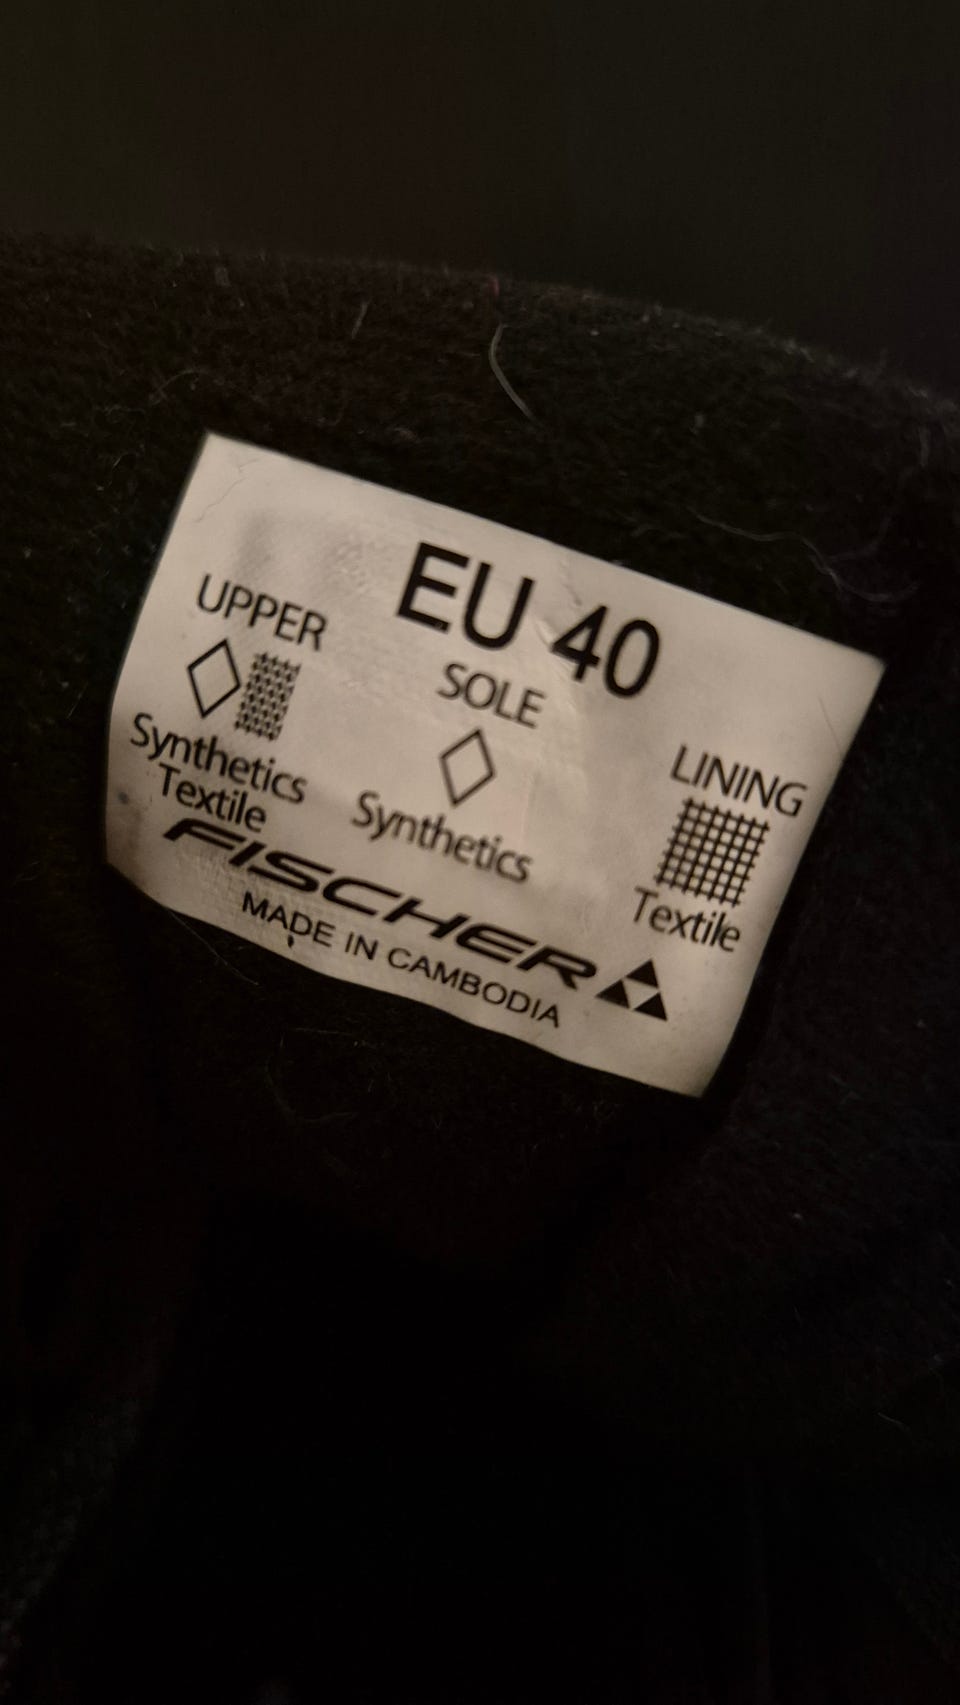 EU 40
UPPER
Synthetics
Textile
SOLE
Synthetics
LINING
Textile
FISCHER
MADE IN CAMBODIA